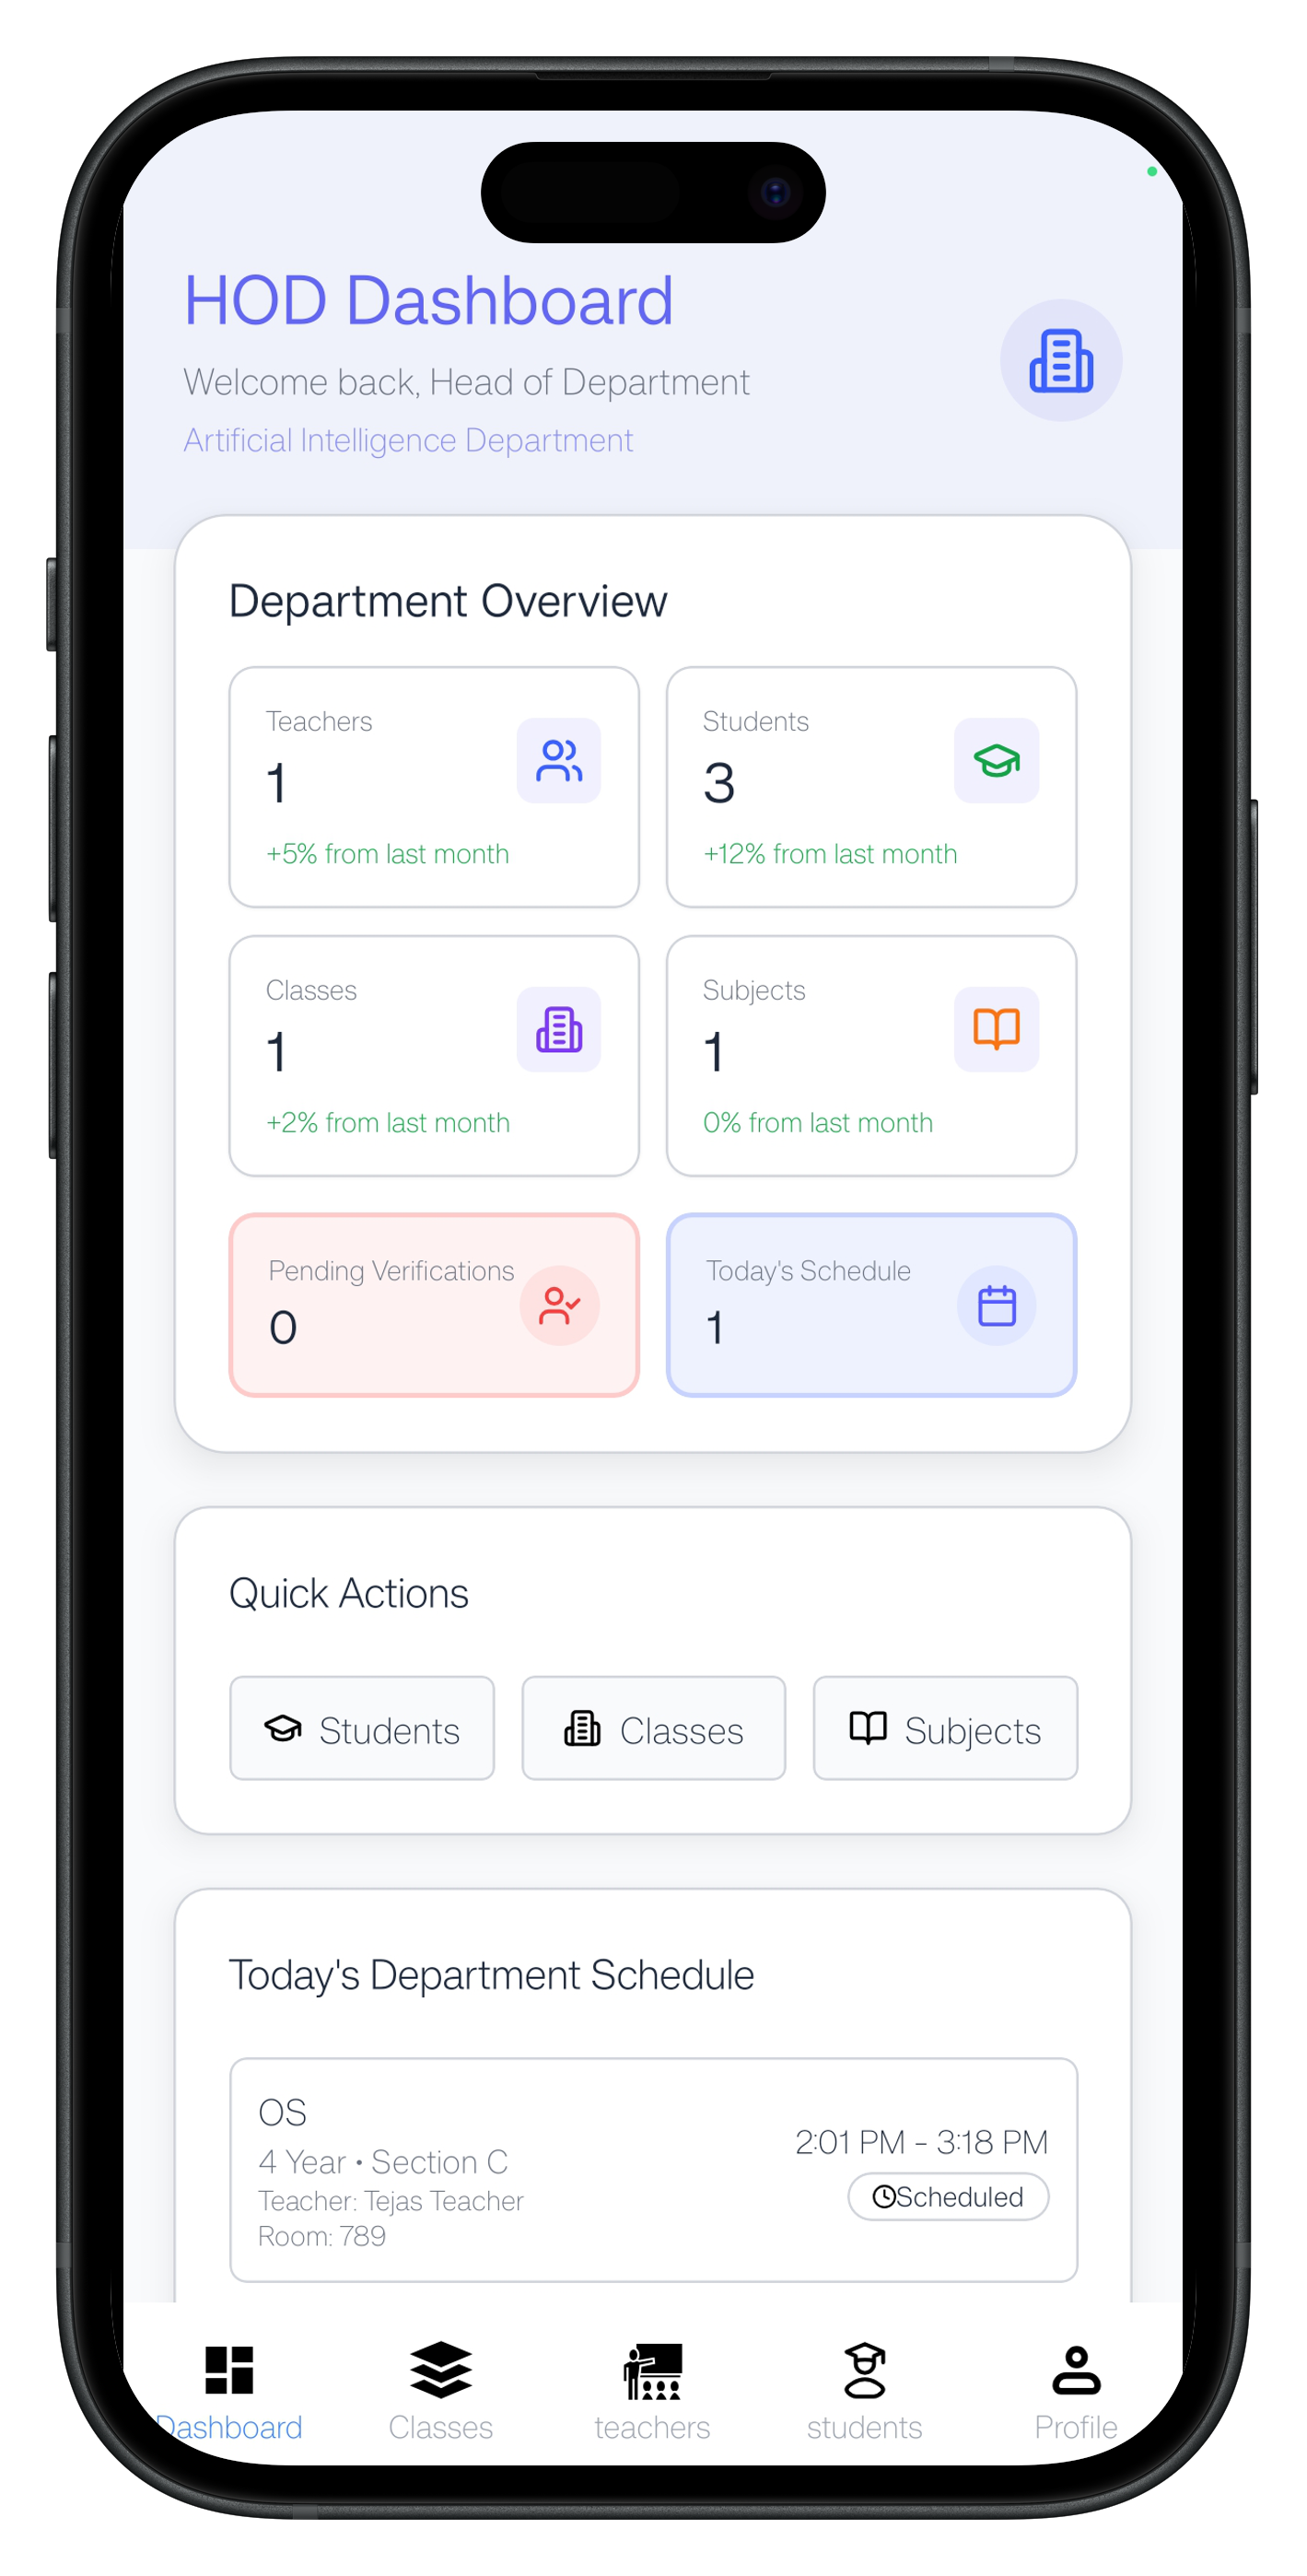 HOD Dashboard
Welcome back, Head of Department
Artificial Intelligence Department
Department Overview
Teachers
1
+5% from last month
Students
3
+12% from last month
Classes
1
+2% from last month
Subjects
1
0% from last month
Pending Verifications
0
Today's Schedule
1
Quick Actions
Students
Classes
Subjects
Today's Department Schedule
OS
4 Year • Section C
Teacher: Tejas Teacher
Room: 789
2:01 PM - 3:18 PM
Scheduled
Dashboard
Classes
teachers
students
Profile